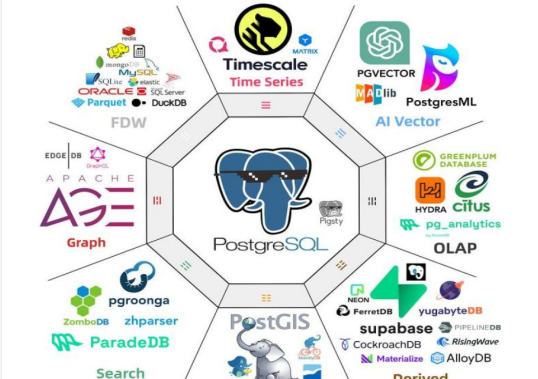 redis
mongoDB
MySQL
SQLite
elastic
ORACLE
SQL Server
Parquet
DuckDB
FDW
MATRIX
Timescale
Time Series
PGVECTOR
MADlib
PostgresML
AI Vector
EDGE DB
GraphQL
APACHE
AGE
Graph
PostgreSQL
Pigsty
GREENPLUM
DATABASE
HYDRA
citus
pg_analytics
OLAP
pgroonga
ZomboDB
zhparser
ParadeDB
Search
PostGIS
NEON
FerretDB
yugabyteDB
supabase
PIPELINEDB
CockroachDB
RisingWave
Materialize
AlloyDB
Derived